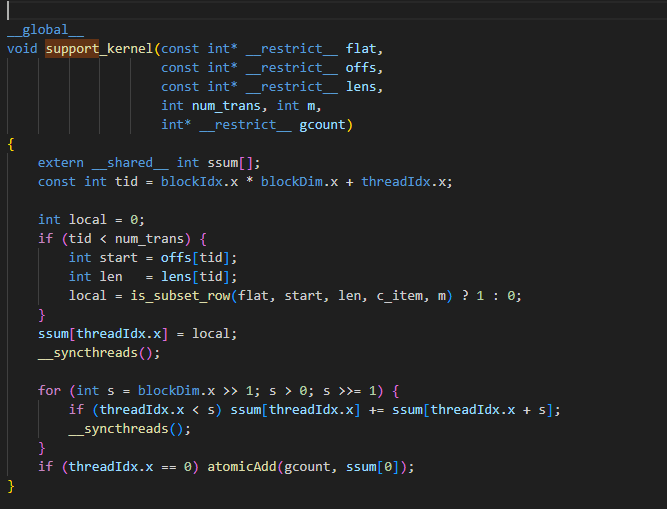 __global__
void support_kernel(const int* __restrict__ flat,
                    const int* __restrict__ offs,
                    const int* __restrict__ lens,
                    int num_trans, int m,
                    int* __restrict__ gcount)
{
    extern __shared__ int ssum[];
    const int tid = blockIdx.x * blockDim.x + threadIdx.x;

    int local = 0;
    if (tid < num_trans) {
        int start = offs[tid];
        int len   = lens[tid];
        local = is_subset_row(flat, start, len, c_item, m) ? 1 : 0;
    }
    ssum[threadIdx.x] = local;
    __syncthreads();

    for (int s = blockDim.x >> 1; s > 0; s >>= 1) {
        if (threadIdx.x < s) ssum[threadIdx.x] += ssum[threadIdx.x + s];
        __syncthreads();
    }
    if (threadIdx.x == 0) atomicAdd(gcount, ssum[0]);
}